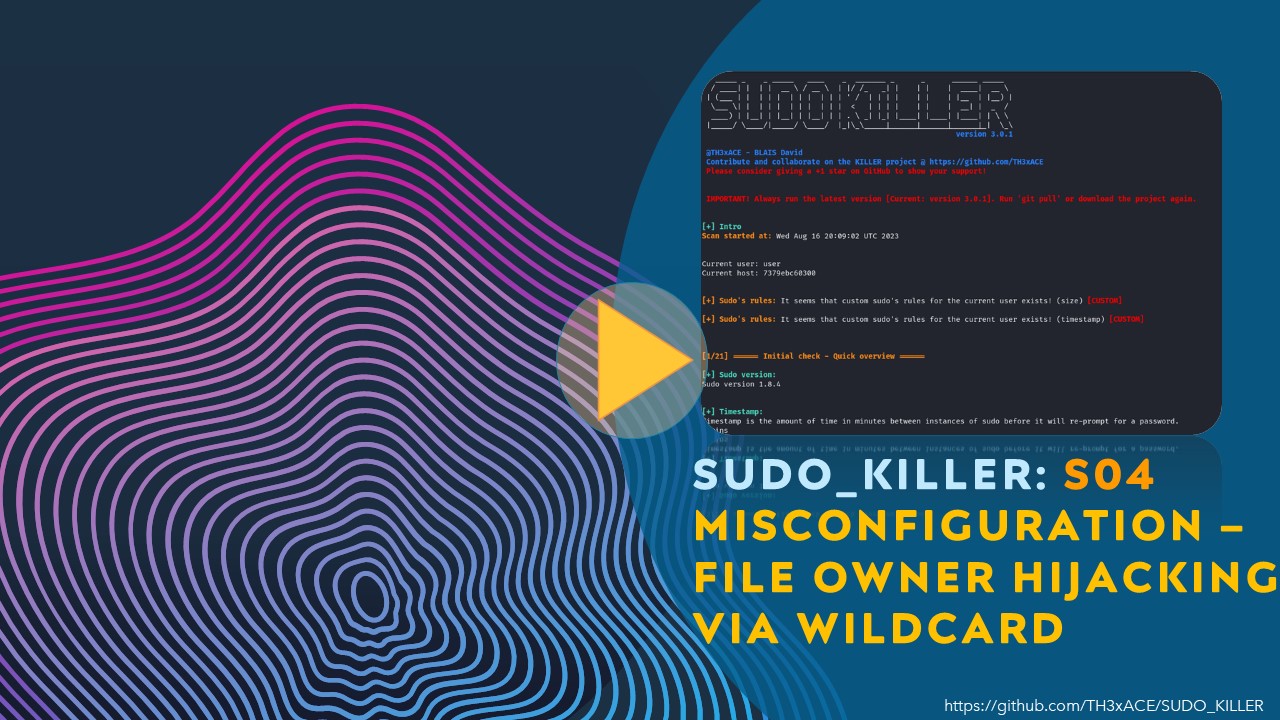 SUDOKILLER
version 3.0.1
@TH3xACE - BLAIS David
Contribute and collaborate on the KILLER project @ https://github.com/TH3xACE
Please consider giving a +1 star on GitHub to show your support!
IMPORTANT! Always run the latest version [Current: version 3.0.1]. Run 'git pull' or download the project again.
[+] Intro
Scan started at: Wed Aug 16 20:09:02 UTC 2023
Current user: user
Current host: 7379ebc60300
[+] Sudo's rules: It seems that custom sudo's rules for the current user exists! (size) [CUSTOM]
[+] Sudo's rules: It seems that custom sudo's rules for the current user exists! (timestamp) [CUSTOM]
[1/21] ====== Initial check - Quick overview ======
[+] Sudo version:
Sudo version 1.8.4
[+] Timestamp:
Timestamp is the amount of time in minutes between instances of sudo before it will re-prompt for a password.
SUDO_KILLER: S04
MISCONFIGURATION –
FILE OWNER HIJACKING
VIA WILDCARD
https://github.com/TH3xACE/SUDO_KILLER